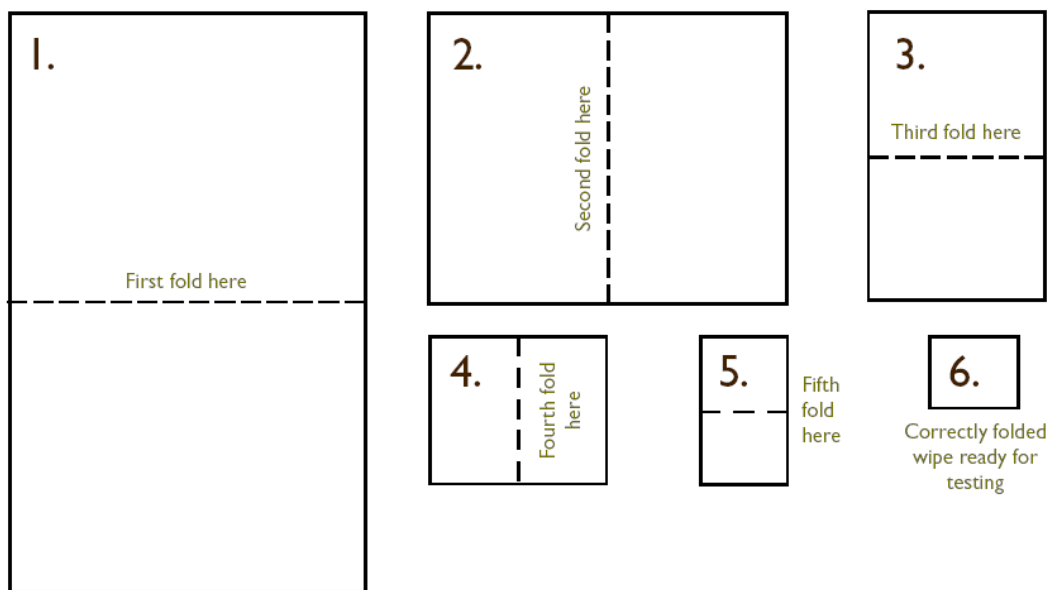 1.
First fold here
2.
Second fold here
3.
Third fold here
4.
Fourth fold
here
5.
Fifth
fold
here
6.
Correctly folded
wipe ready for
testing